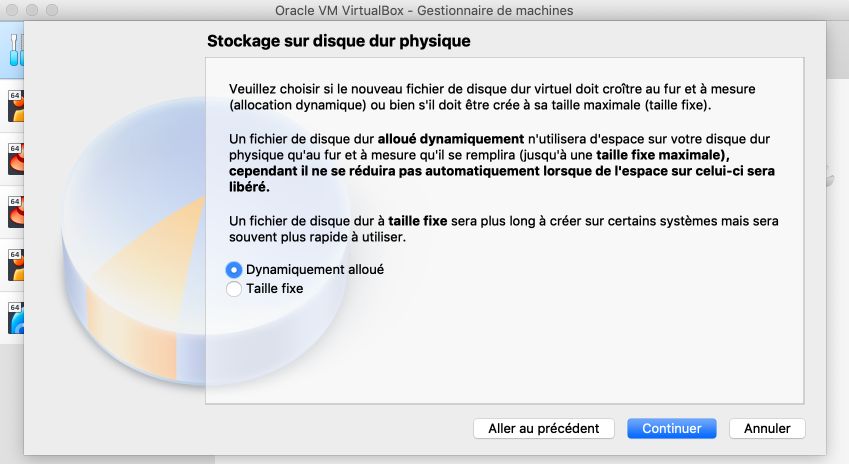 Oracle VM VirtualBox - Gestionnaire de machines
Stockage sur disque dur physique
Veuillez choisir si le nouveau fichier de disque dur virtuel doit croître au fur et à mesure
(allocation dynamique) ou bien s'il doit être crée à sa taille maximale (taille fixe).
Un fichier de disque dur alloué dynamiquement n'utilisera d'espace sur votre disque dur
physique qu'au fur et à mesure qu'il se remplira (jusqu'à une taille fixe maximale),
cependant il ne se réduira pas automatiquement lorsque de l'espace sur celui-ci sera
libéré.
Un fichier de disque dur à taille fixe sera plus long à créer sur certains systèmes mais sera
souvent plus rapide à utiliser.
Dynamiquement alloué
Taille fixe
Aller au précédent
Continuer
Annuler
64
64
64
64
64